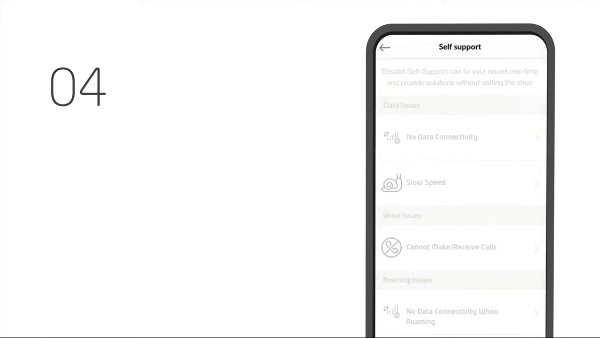 04
Self support
Etisalat Self-Support can fix your issues real-time
and provide solutions without visiting the shop
Data Issues
No Data Connectivity
Slow Speed
Voice Issues
Cannot Make/Receive Calls
Roaming Issues
No Data Connectivity When
Roaming